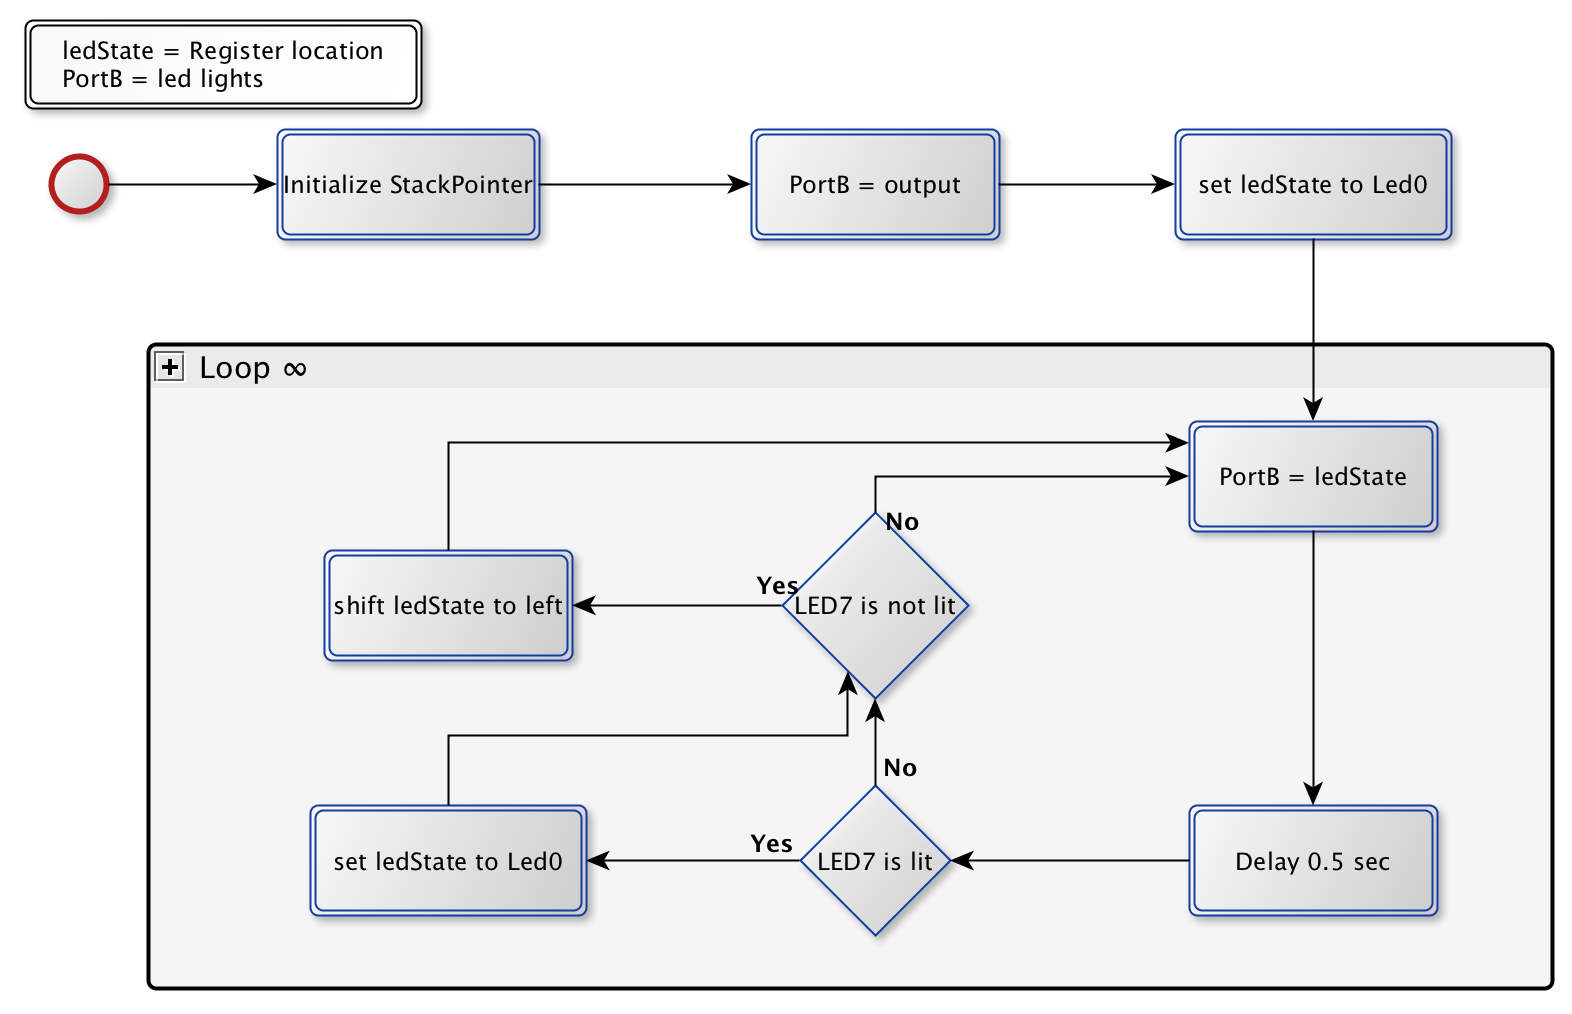 ledState = Register location
PortB = led lights
Initialize StackPointer
PortB = output
set ledState to Led0
Loop ∞
PortB = ledState
No
Yes
LED7 is not lit
shift ledState to left
No
Yes
LED7 is lit
set ledState to Led0
Delay 0.5 sec